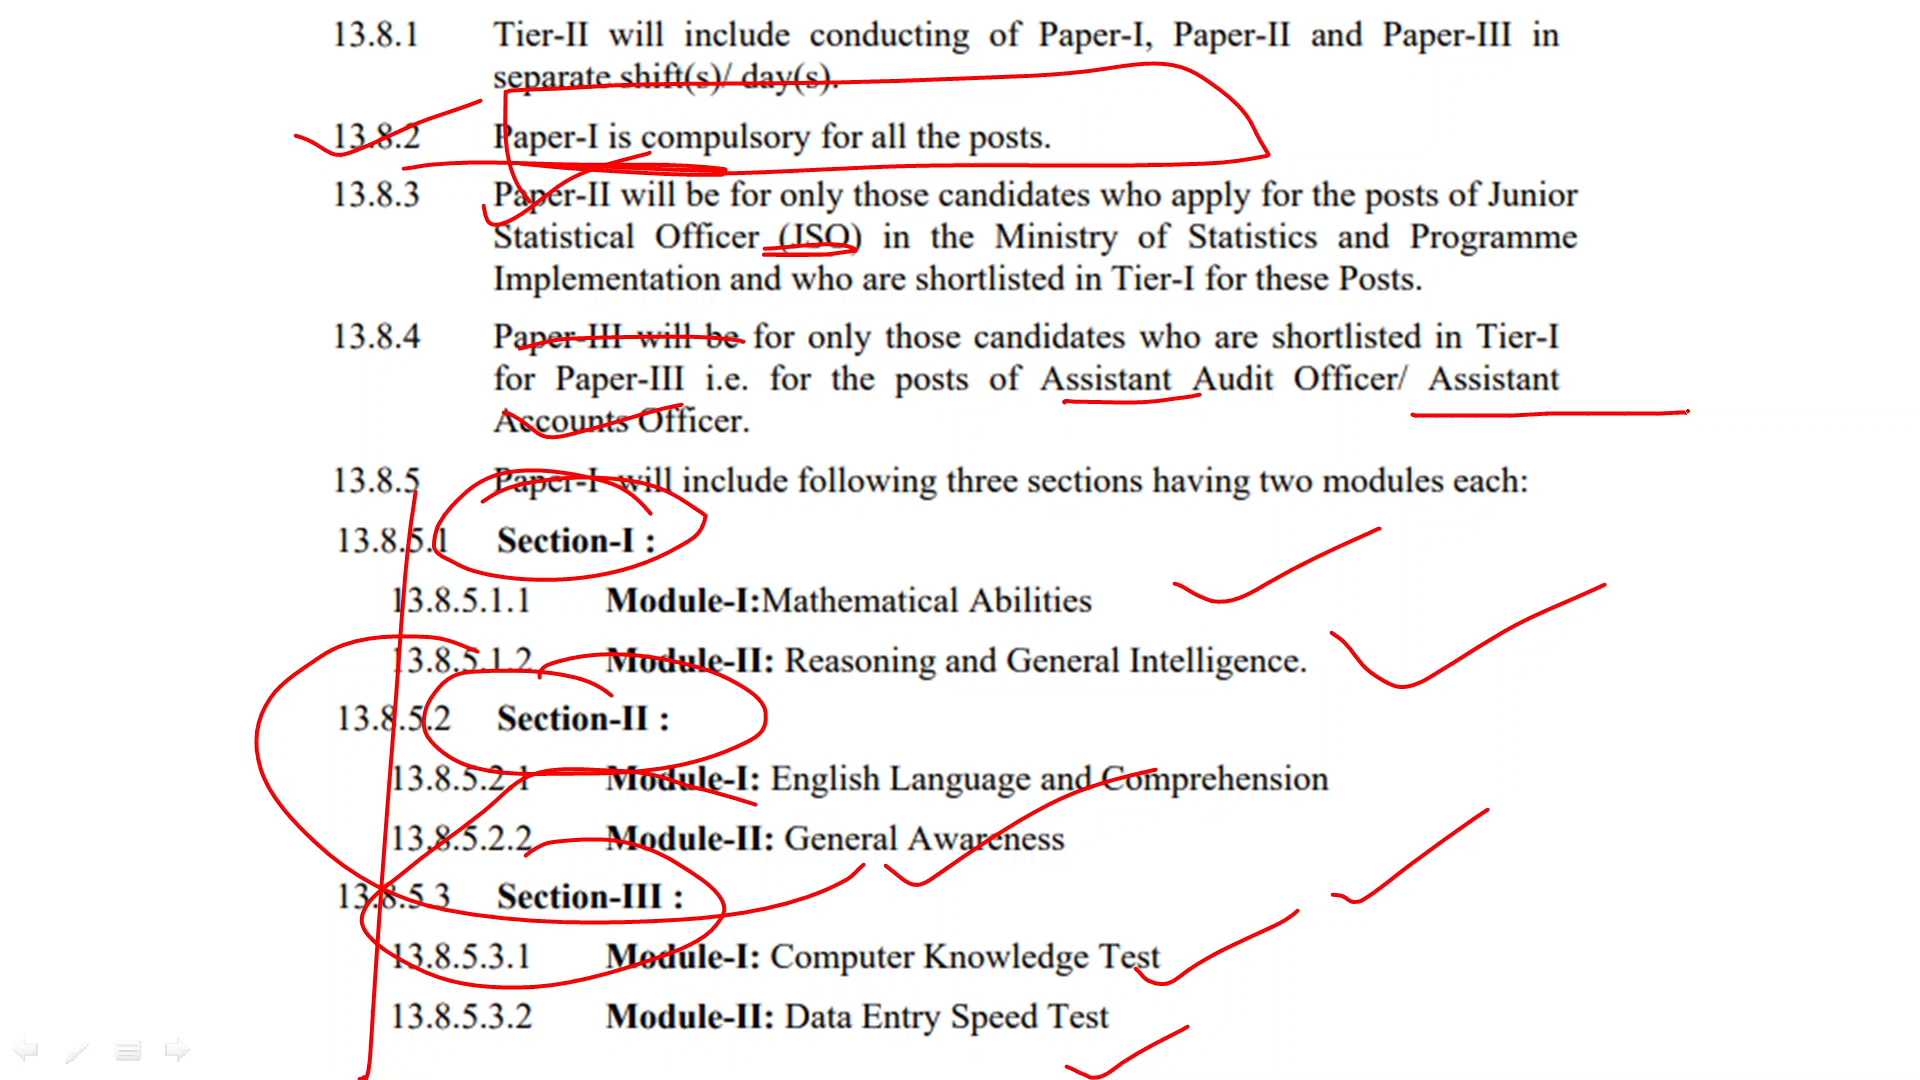 13.8.1 Tier-II will include conducting of Paper-I, Paper-II and Paper-III in
separate shift(s)/ day(s).
13.8.2 Paper-I is compulsory for all the posts.
13.8.3 Paper-II will be for only those candidates who apply for the posts of Junior
Statistical Officer (JSO) in the Ministry of Statistics and Programme
Implementation and who are shortlisted in Tier-I for these Posts.
13.8.4 Paper-III will be for only those candidates who are shortlisted in Tier-I
for Paper-III i.e. for the posts of Assistant Audit Officer/ Assistant
Accounts Officer.
13.8.5 Paper-I will include following three sections having two modules each:
13.8.5.1 Section-I :
13.8.5.1.1 Module-I:Mathematical Abilities
13.8.5.1.2 Module-II: Reasoning and General Intelligence.
13.8.5.2 Section-II :
13.8.5.2.1 Module-I: English Language and Comprehension
13.8.5.2.2 Module-II: General Awareness
13.8.5.3 Section-III :
13.8.5.3.1 Module-I: Computer Knowledge Test
13.8.5.3.2 Module-II: Data Entry Speed Test